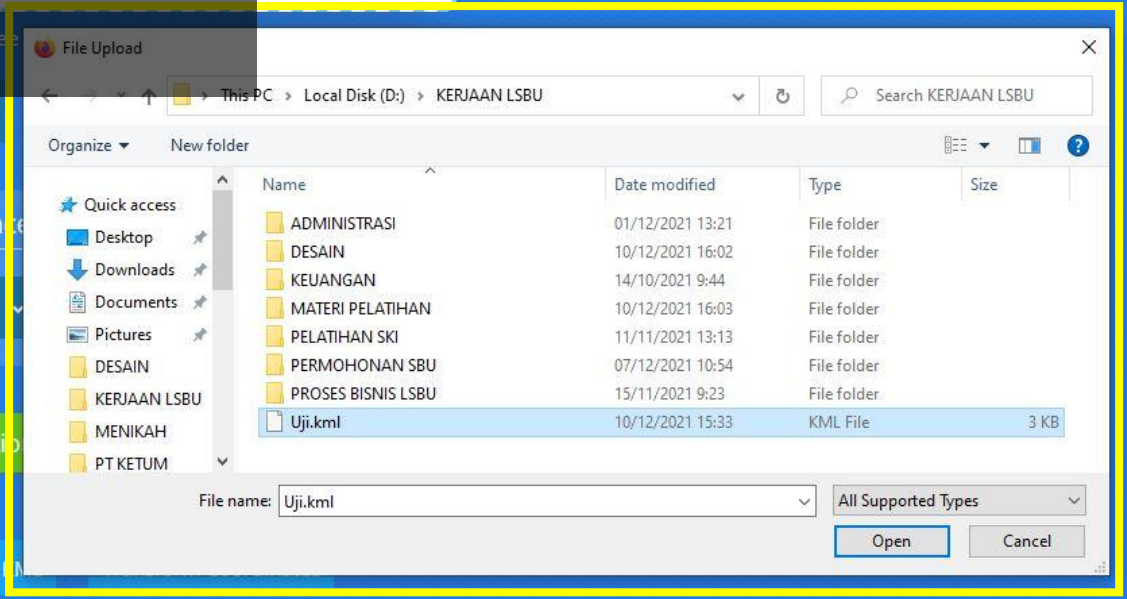 File Upload
This PC > Local Disk (D:) > KERJAAN LSBU
Search KERJAAN LSBU
Organize
New folder
Name Date modified Type Size
Quick access
Desktop
Downloads
Documents
Pictures
DESAIN
KERJAAN LSBU
MENIKAH
PT KETUM
ADMINISTRASI 01/12/2021 13:21 File folder
DESAIN 10/12/2021 16:02 File folder
KEUANGAN 14/10/2021 9:44 File folder
MATERI PELATIHAN 10/12/2021 16:03 File folder
PELATIHAN SKI 11/11/2021 13:13 File folder
PERMOHONAN SBU 07/12/2021 10:54 File folder
PROSES BISNIS LSBU 15/11/2021 9:23 File folder
Uji.kml 10/12/2021 15:33 KML File 3 KB
File name: Uji.kml
All Supported Types
Open
Cancel